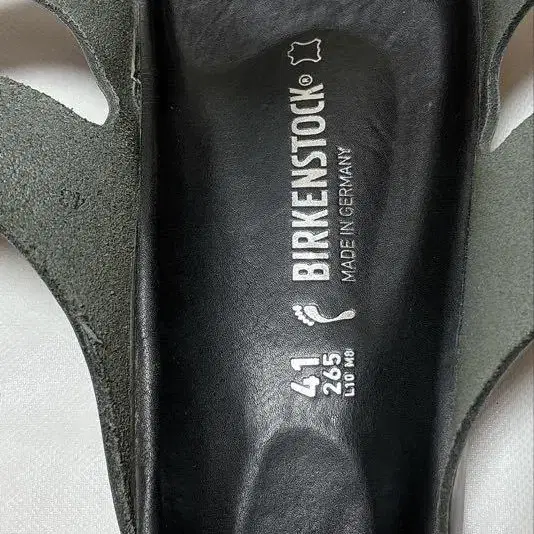 BIRKENSTOCK®
MADE IN GERMANY
41
265
L10 M8